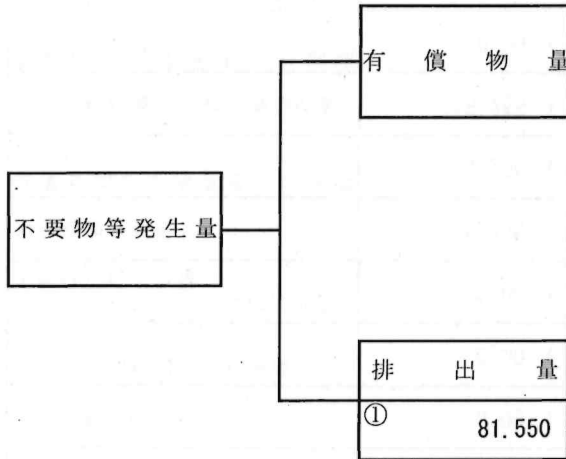 有償物量
不要物等発生量
排出量
①
81.550